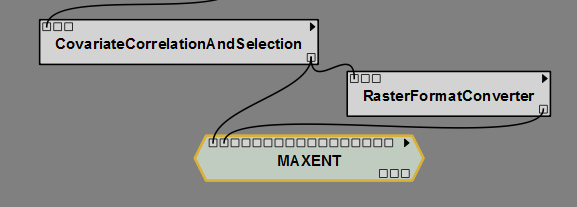 CovariateCorrelationAndSelection
RasterFormatConverter
MAXENT